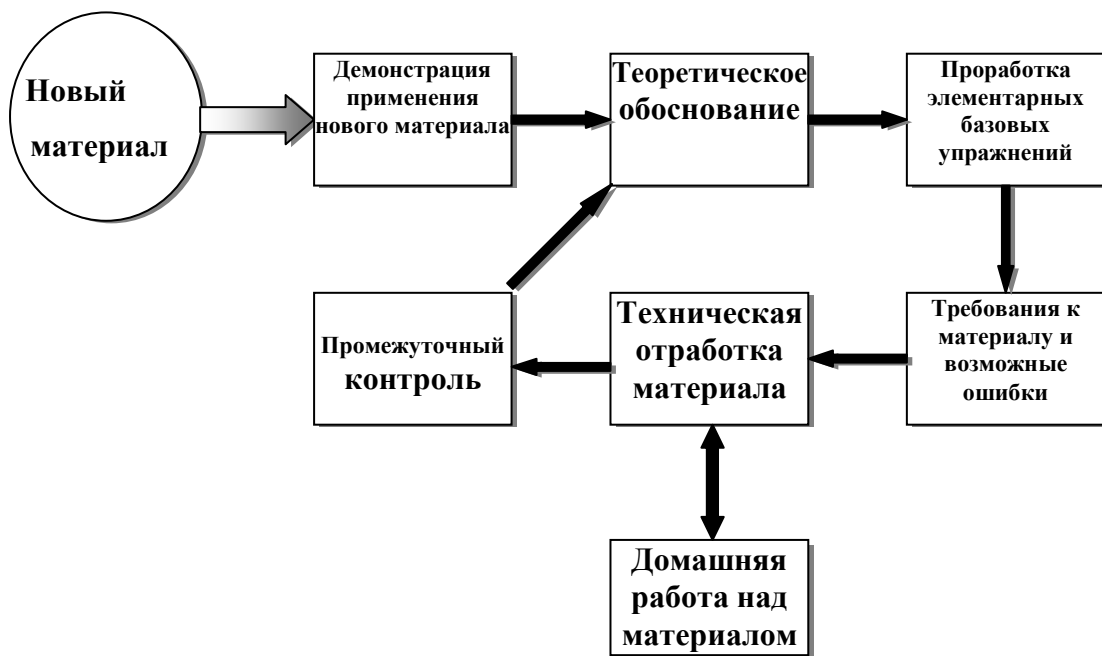 Новый
материал
Демонстрация
применения
нового материала
Теоретическое
обоснование
Проработка
элементарных
базовых
упражнений
Промежуточный
контроль
Техническая
отработка
материала
Требования к
материалу и
возможные
ошибки
Домашняя
работа над
материалом